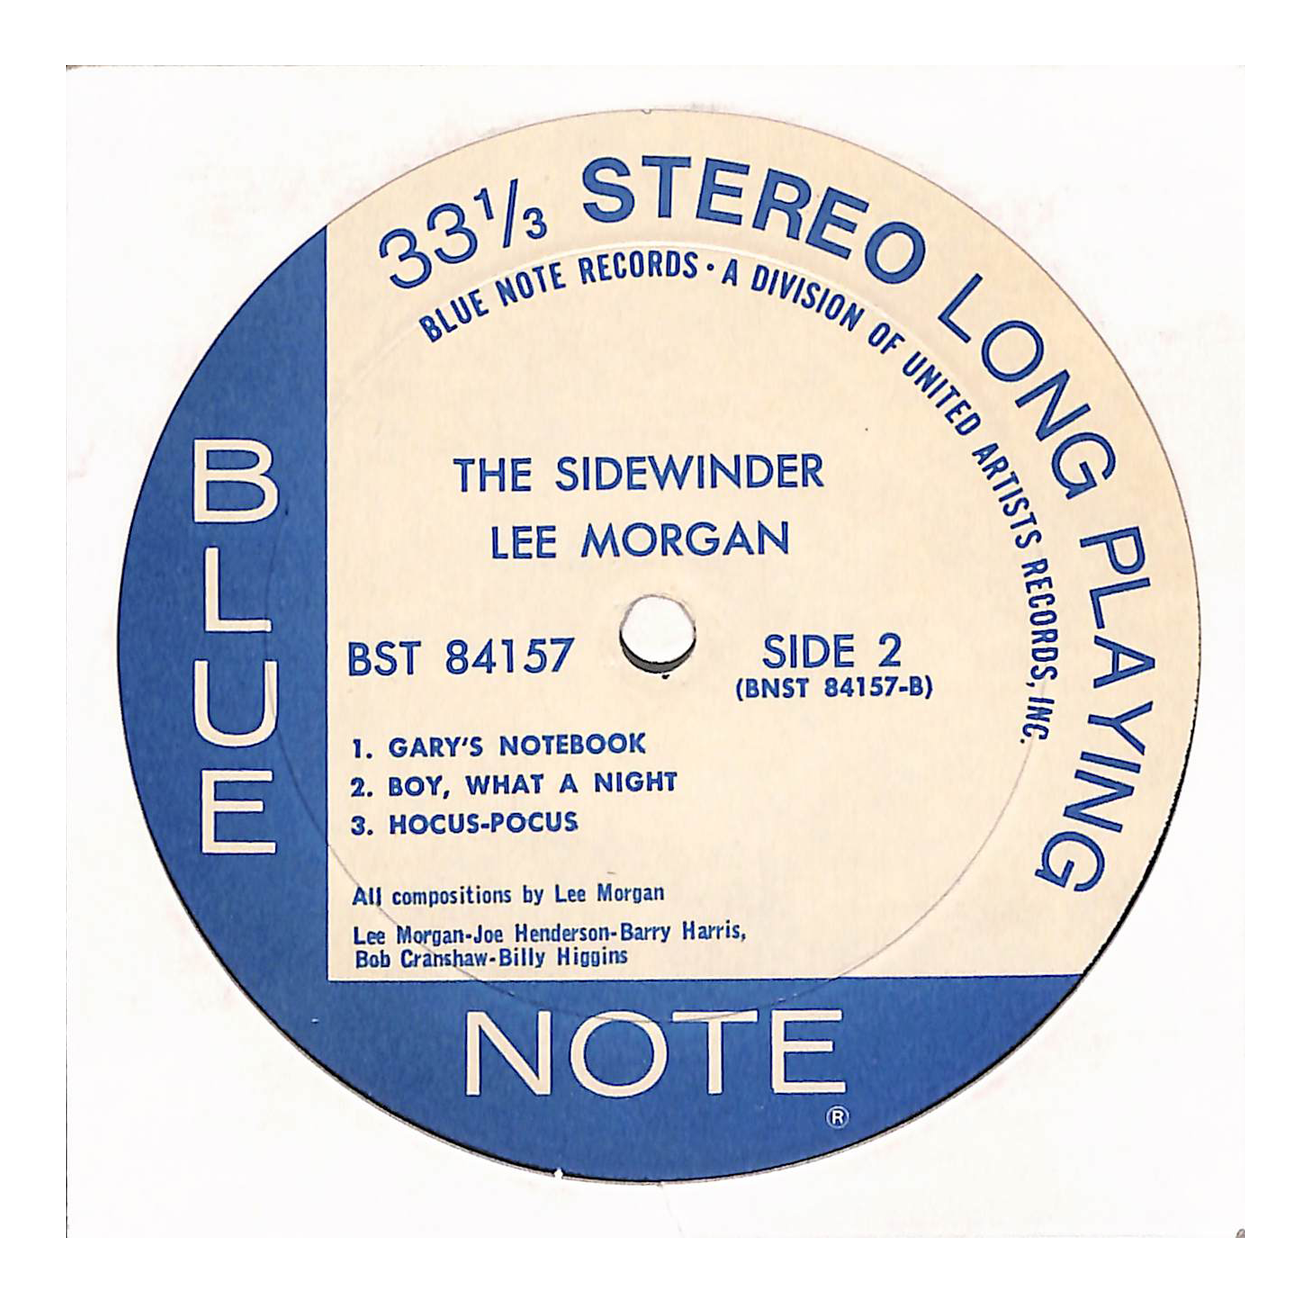 33⅓ STEREO LONG PLAYING
BLUE NOTE RECORDS · A DIVISION OF UNITED ARTISTS RECORDS, INC.
THE SIDEWINDER
LEE MORGAN
BST 84157
SIDE 2
(BNST 84157-B)
1. GARY'S NOTEBOOK
2. BOY, WHAT A NIGHT
3. HOCUS-POCUS
All compositions by Lee Morgan
Lee Morgan-Joe Henderson-Barry Harris,
Bob Cranshaw-Billy Higgins
BLUE
NOTE
®